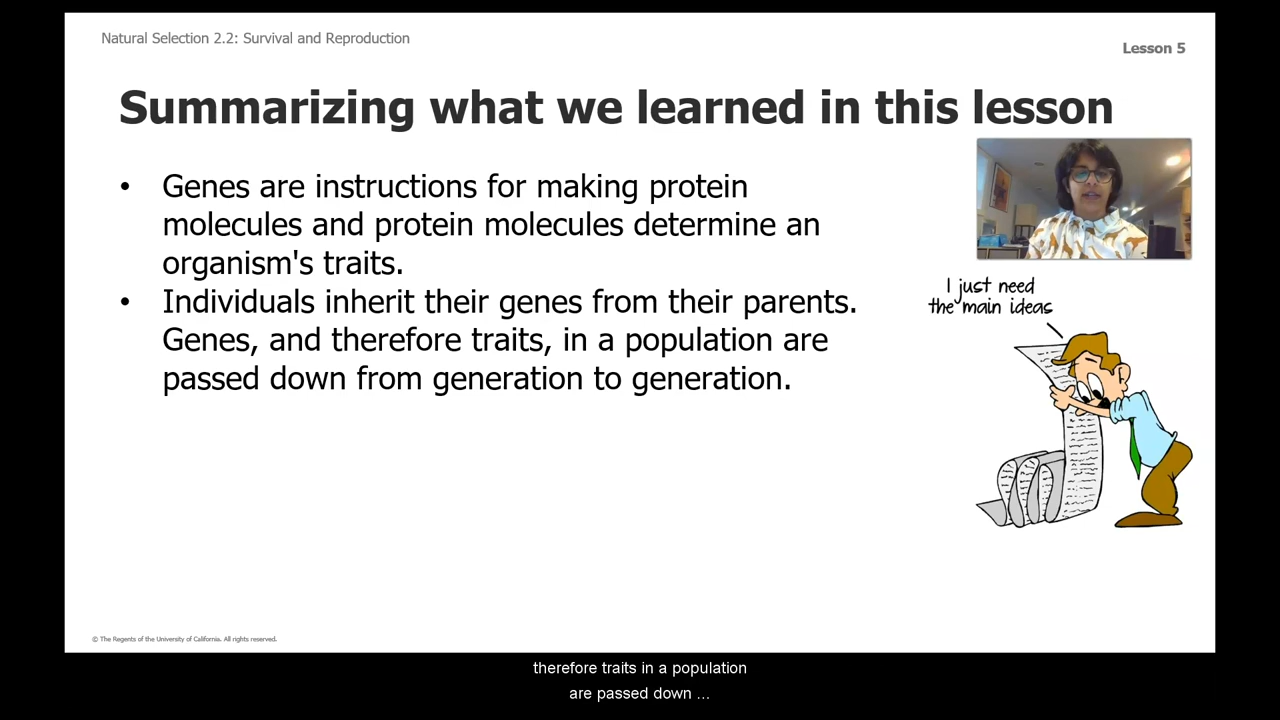 Natural Selection 2.2: Survival and Reproduction
Lesson 5
Summarizing what we learned in this lesson
• Genes are instructions for making protein
molecules and protein molecules determine an
organism's traits.
• Individuals inherit their genes from their parents.
Genes, and therefore traits, in a population are
passed down from generation to generation.
I just need
the main ideas
© The Regents of the University of California. All rights reserved.
therefore traits in a population
are passed down ...